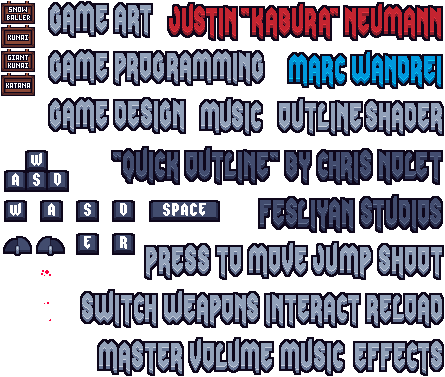 SNOW BALLER
KUNAI
GIANT KUNAI
KATANA
GAME ART JUSTIN "KABURA" NEUMANN
GAME PROGRAMMING MARC WANDREI
GAME DESIGN MUSIC OUTLINE SHADER
"QUICK OUTLINE" BY CHRIS NOLET
W
A S D
W A S D SPACE
FESLIYAN STUDIOS
E R
PRESS TO MOVE JUMP SHOOT
SWITCH WEAPONS INTERACT RELOAD
MASTER VOLUME MUSIC EFFECTS